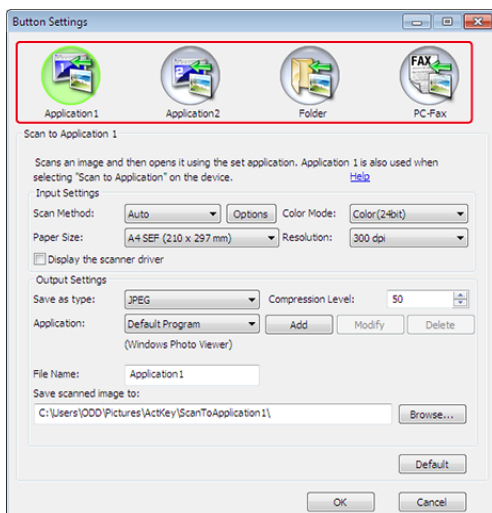 Button Settings
FAX
Application1 Application2 Folder PC-Fax
Scan to Application 1
Scans an image and then opens it using the set application. Application 1 is also used when
selecting "Scan to Application" on the device. Help
Input Settings
Scan Method: Auto Options Color Mode: Color(24bit)
Paper Size: A4 SEF (210 x 297 mm) Resolution: 300 dpi
Display the scanner driver
Output Settings
Save as type: JPEG Compression Level: 50
Application: Default Program Add Modify Delete
(Windows Photo Viewer)
File Name: Application1
Save scanned image to:
C:\Users\ODD\Pictures\ActKey\ScanToApplication1\ Browse...
Default
OK Cancel